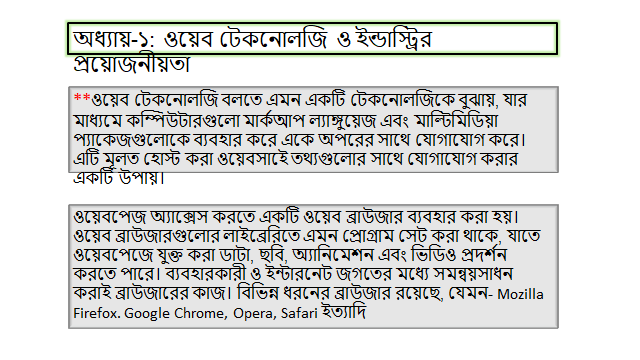 অধ্যায়-১: ওয়েব টেকনোলজি ও ইন্ডাস্ট্রির
প্রয়োজনীয়তা
**ওয়েব টেকনোলজি বলতে এমন একটি টেকনোলজিকে বুঝায়, যার
মাধ্যমে কম্পিউটারগুলো মার্কআপ ল্যাঙ্গুয়েজ এবং মাল্টিমিডিয়া
প্যাকেজগুলোকে ব্যবহার করে একে অপরের সাথে যোগাযোগ করে।
এটি মূলত হোস্ট করা ওয়েবসাইে তথ্যগুলোর সাথে যোগাযোগ করার
একটি উপায়।
ওয়েবপেজ অ্যাক্সেস করতে একটি ওয়েব ব্রাউজার ব্যবহার করা হয়।
ওয়েব ব্রাউজারগুলোর লাইব্রেরিতে এমন প্রোগ্রাম সেট করা থাকে, যাতে
ওয়েবপেজে যুক্ত করা ডাটা, ছবি, অ্যানিমেশন এবং ভিডিও প্রদর্শন
করতে পারে। ব্যবহারকারী ও ইন্টারনেট জগতের মধ্যে সমন্বয়সাধন
করাই ব্রাউজারের কাজ। বিভিন্ন ধরনের ব্রাউজার রয়েছে, যেমন- Mozilla
Firefox. Google Chrome, Opera, Safari ইত্যাদি